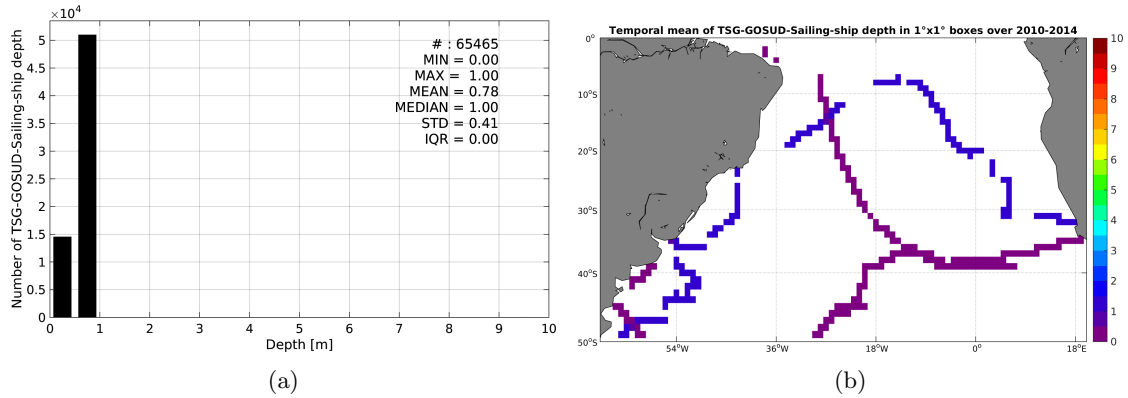 ×10⁴
5
4.5
4
3.5
3
2.5
2
1.5
1
0.5
0
Number of TSG-GOSUD-Sailing-ship depth
# : 65465
MIN = 0.00
MAX = 1.00
MEAN = 0.78
MEDIAN = 1.00
STD = 0.41
IQR = 0.00
0 1 2 3 4 5 6 7 8 9 10
Depth [m]
(a)
Temporal mean of TSG-GOSUD-Sailing-ship depth in 1°x1° boxes over 2010-2014
0°
10°S
20°S
30°S
40°S
50°S
54°W 36°W 18°W 0° 18°E
10
9
8
7
6
5
4
3
2
1
0
(b)